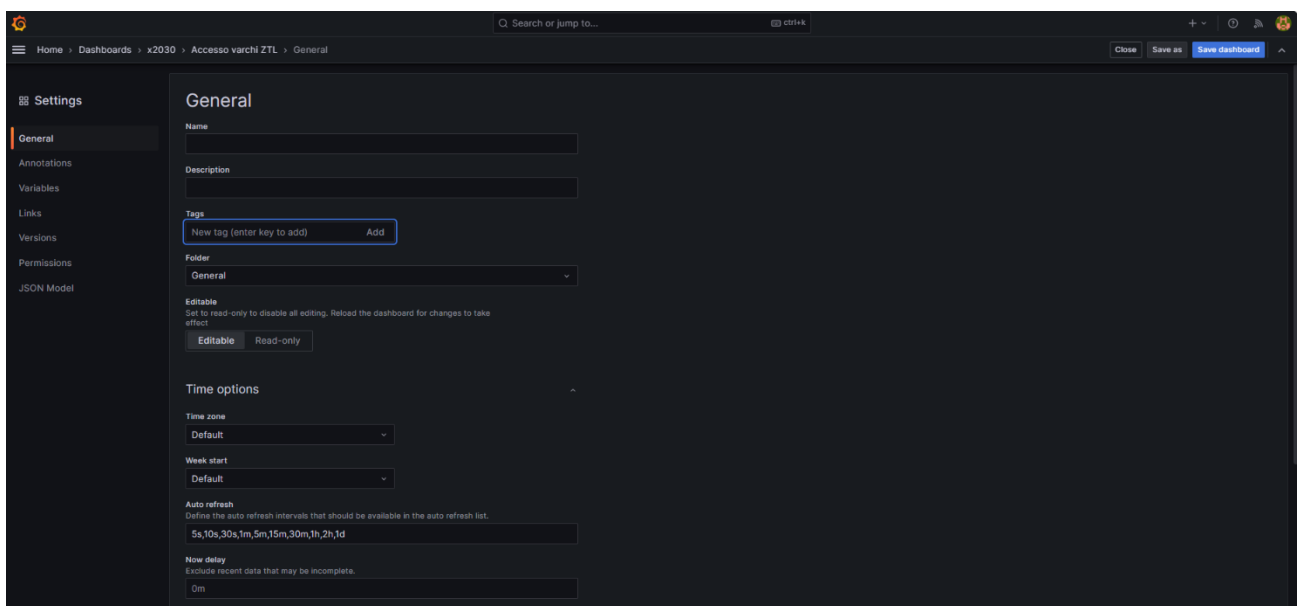 Search or jump to...
ctrl+k
Home › Dashboards › x2030 › Accesso varchi ZTL › General
Close
Save as
Save dashboard
Settings
General
Annotations
Variables
Links
Versions
Permissions
JSON Model
General
Name
Description
Tags
New tag (enter key to add)
Add
Folder
General
Editable
Set to read-only to disable all editing. Reload the dashboard for changes to take
effect
Editable
Read-only
Time options
Time zone
Default
Week start
Default
Auto refresh
Define the auto refresh intervals that should be available in the auto refresh list.
5s,10s,30s,1m,5m,15m,30m,1h,2h,1d
Now delay
Exclude recent data that may be incomplete.
0m